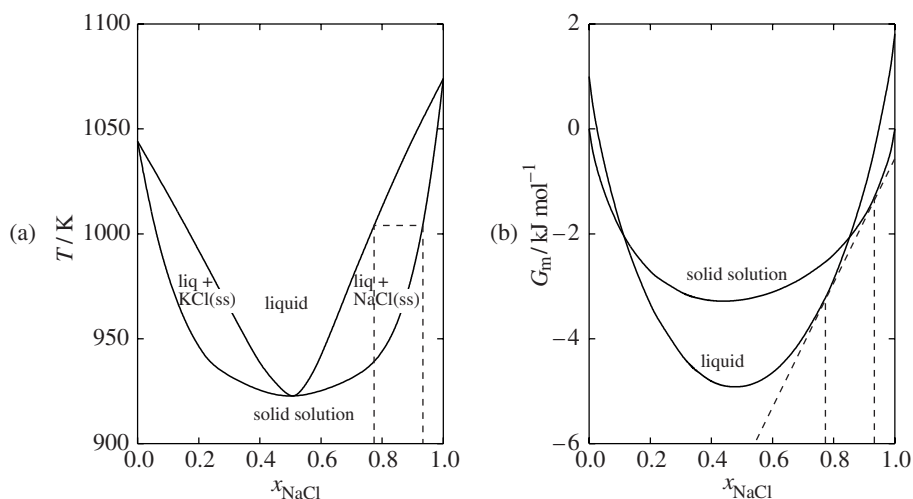 (a)
T / K
1100
1050
1000
950
900
liq +
KCl(ss)
liquid
liq +
NaCl(ss)
solid solution
0.0 0.2 0.4 0.6 0.8 1.0
x_NaCl
(b)
G_m / kJ mol^−1
2
0
−2
−4
−6
solid solution
liquid
0.0 0.2 0.4 0.6 0.8 1.0
x_NaCl